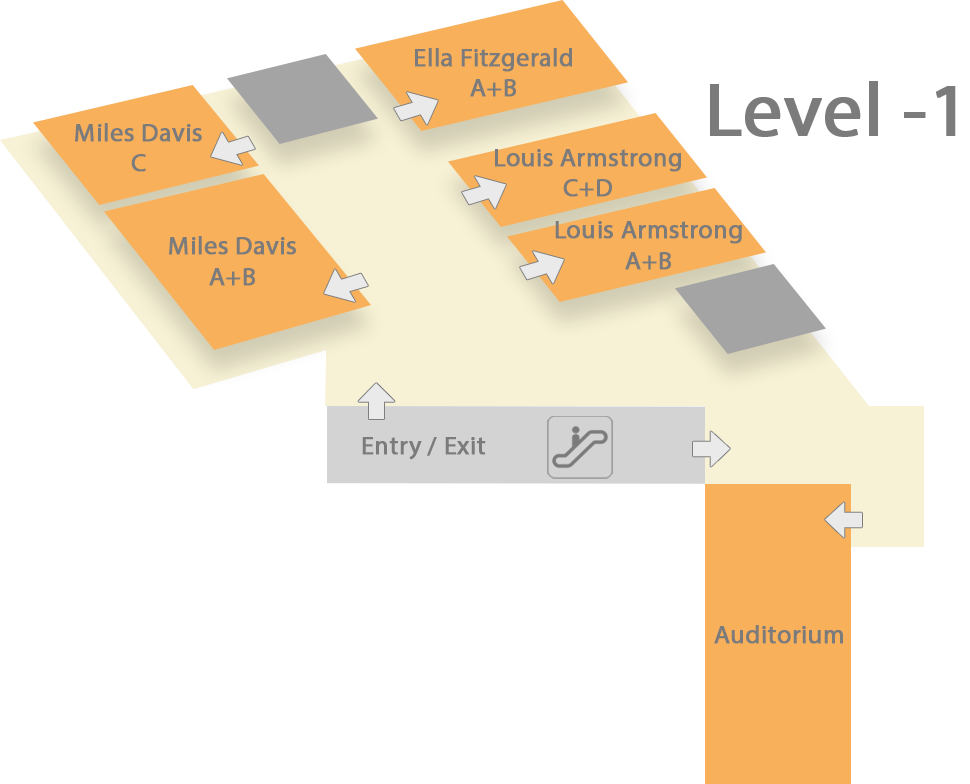 Level -1
Ella Fitzgerald
A+B
Miles Davis
C
Louis Armstrong
C+D
Louis Armstrong
A+B
Miles Davis
A+B
Entry / Exit
Auditorium